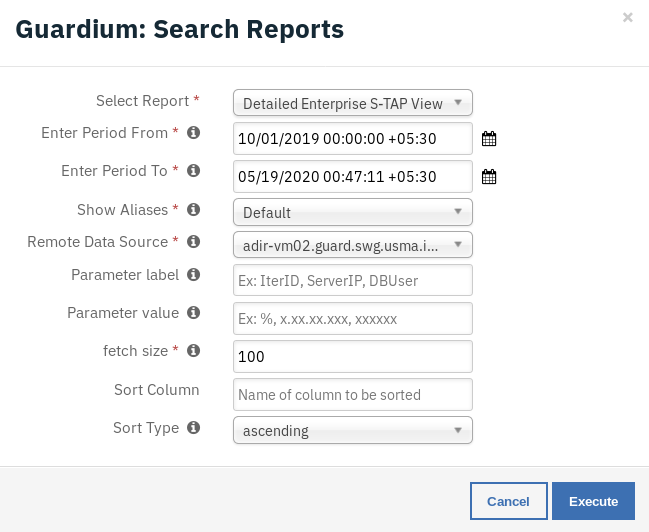 Guardium: Search Reports
×
Select Report * Detailed Enterprise S-TAP View
Enter Period From * 10/01/2019 00:00:00 +05:30
Enter Period To * 05/19/2020 00:47:11 +05:30
Show Aliases * Default
Remote Data Source * adir-vm02.guard.swg.usma.i...
Parameter label Ex: IterID, ServerIP, DBUser
Parameter value Ex: %, x.xx.xx.xxx, xxxxxx
fetch size * 100
Sort Column Name of column to be sorted
Sort Type ascending
Cancel Execute